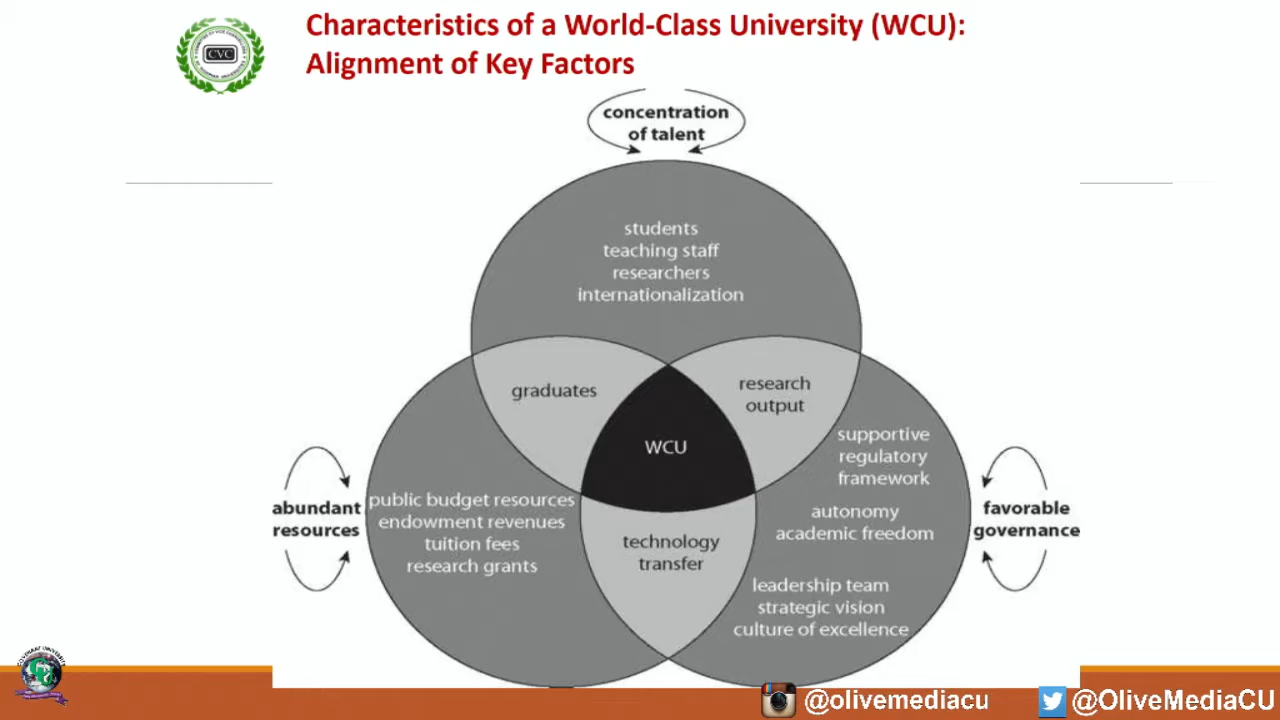 Characteristics of a World-Class University (WCU):
Alignment of Key Factors
CVC
concentration
of talent
students
teaching staff
researchers
internationalization
graduates
research
output
WCU
supportive
regulatory
framework
autonomy
academic freedom
leadership team
strategic vision
culture of excellence
favorable
governance
abundant
resources
public budget resources
endowment revenues
tuition fees
research grants
technology
transfer
COVENANT UNIVERSITY
@olivemediacu
@OliveMediaCU